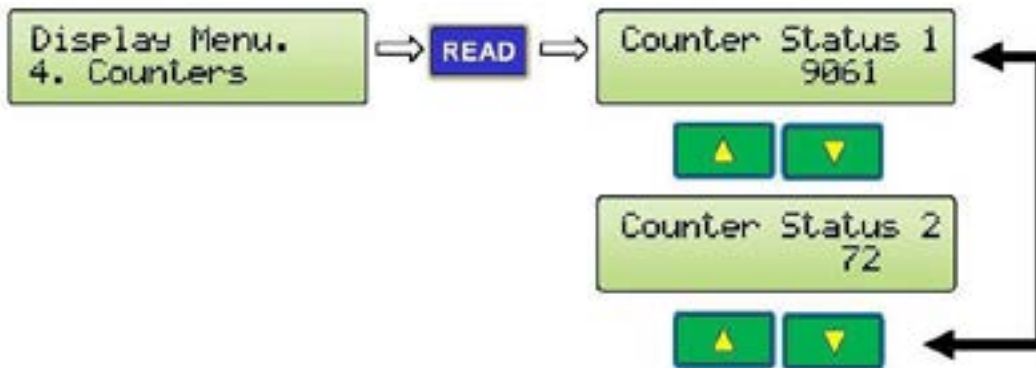 Display Menu.
4. Counters
READ
Counter Status 1
9061
Counter Status 2
72